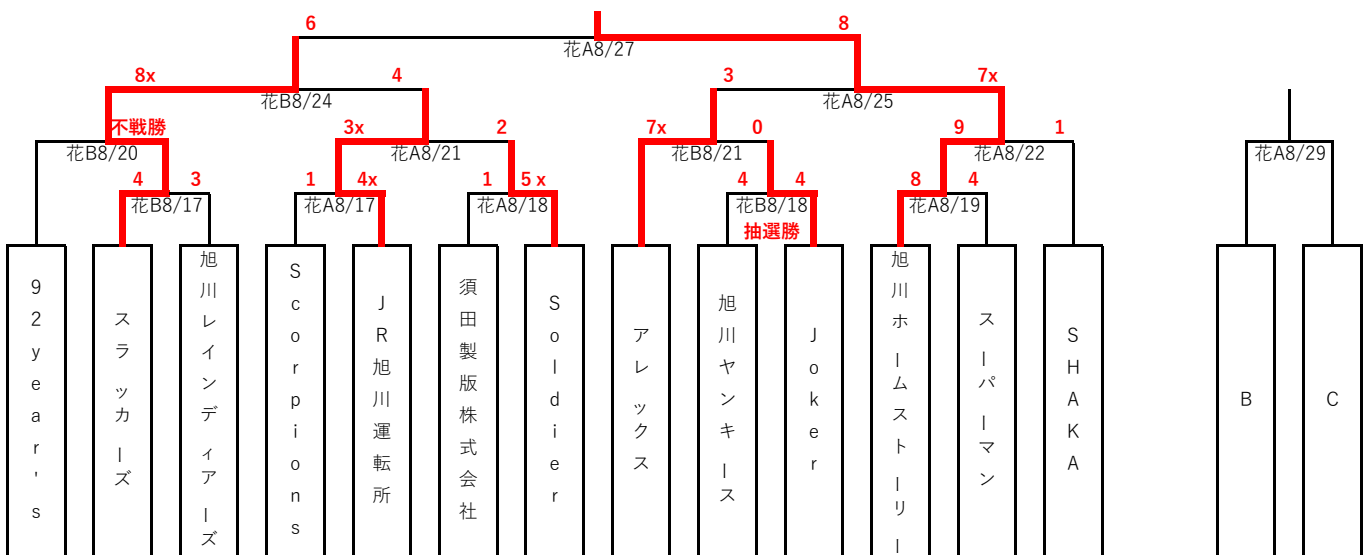 6 8
花A8/27
8x 4 3 7x
花B8/24 花A8/25
不戦勝 3x 2 7x 0 9 1
花B8/20 花A8/21 花B8/21 花A8/22 花A8/29
4 3 1 4x 1 5x 4 4 8 4
花B8/17 花A8/17 花A8/18 花B8/18 花A8/19
抽選勝
92year's
スラッカーズ
旭川レインディアーズ
Scorpions
JR旭川運転所
須田製版株式会社
Soldier
アレックス
旭川ヤンキース
Joker
旭川ホームストーリー
スーパーマン
SHAKA
B
C